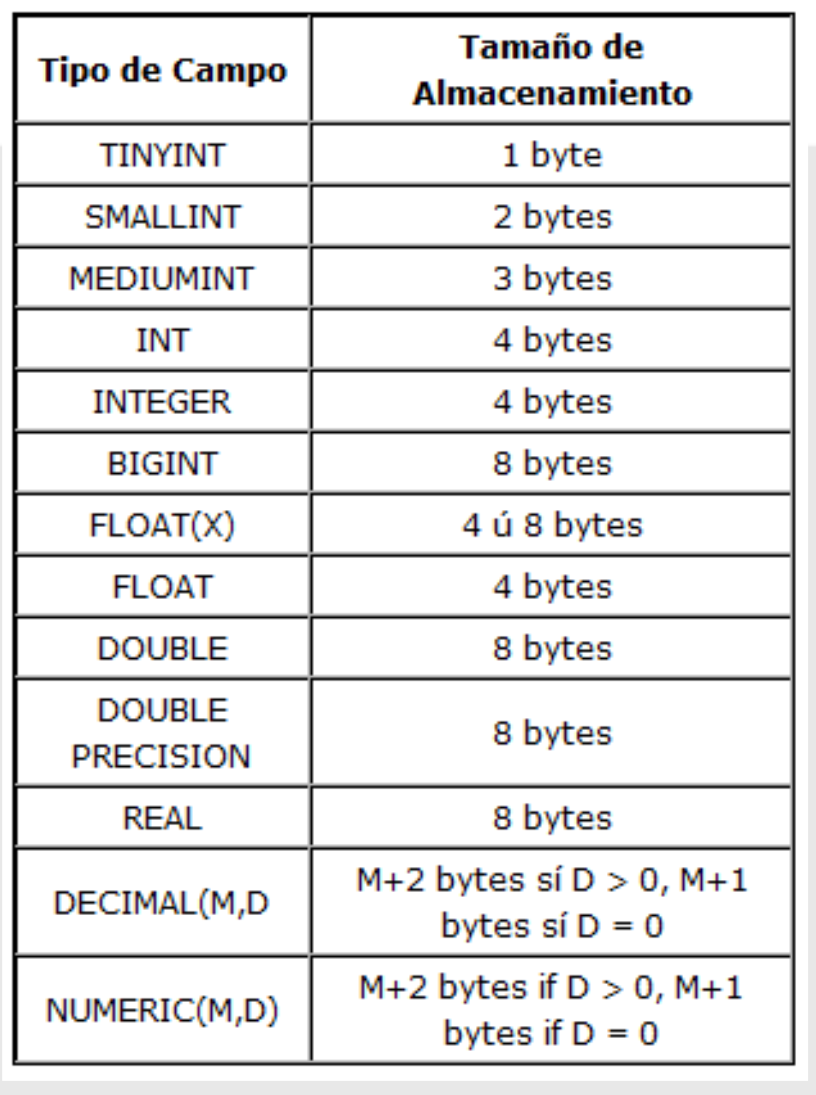 Tipo de Campo
Tamaño de
Almacenamiento
TINYINT
1 byte
SMALLINT
2 bytes
MEDIUMINT
3 bytes
INT
4 bytes
INTEGER
4 bytes
BIGINT
8 bytes
FLOAT(X)
4 ú 8 bytes
FLOAT
4 bytes
DOUBLE
8 bytes
DOUBLE
PRECISION
8 bytes
REAL
8 bytes
DECIMAL(M,D
M+2 bytes sí D > 0, M+1
bytes sí D = 0
NUMERIC(M,D)
M+2 bytes if D > 0, M+1
bytes if D = 0